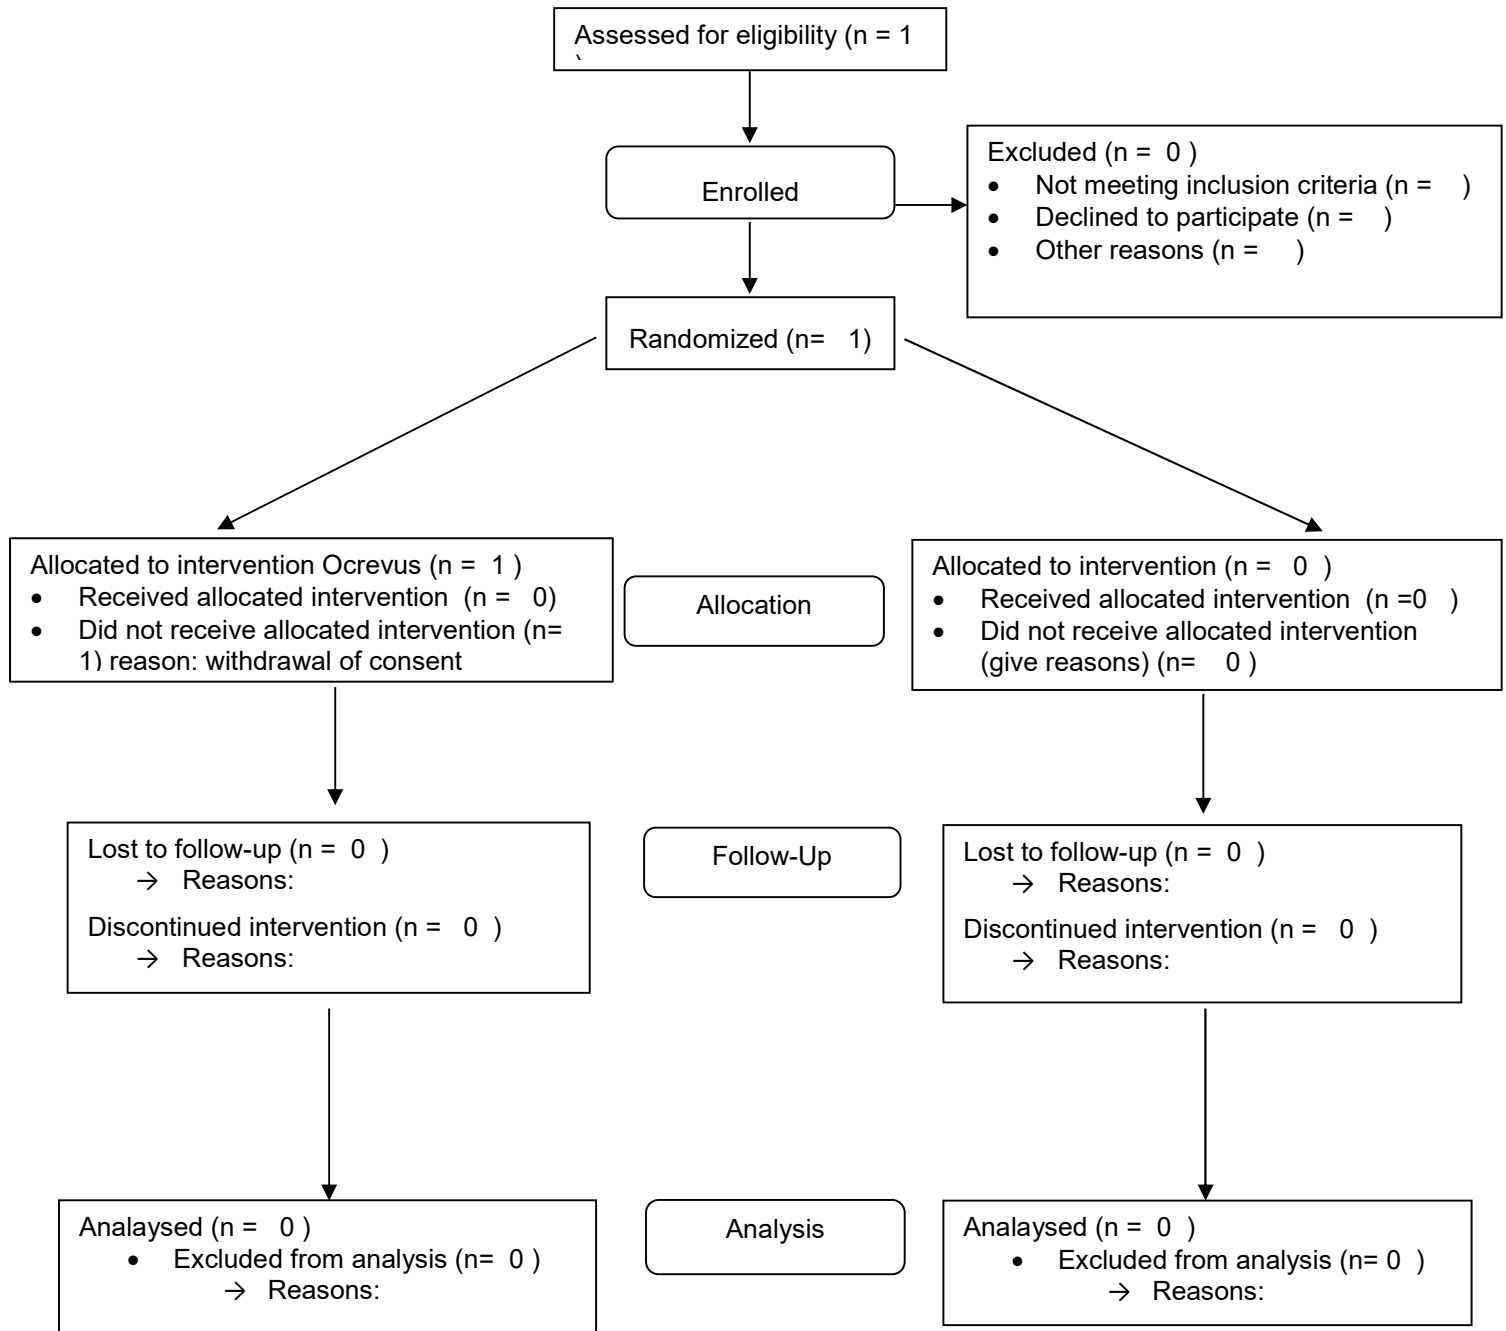 Assessed for eligibility (n = 1
Enrolled
Excluded (n = 0 )
• Not meeting inclusion criteria (n = )
• Declined to participate (n = )
• Other reasons (n = )
Randomized (n= 1)
Allocated to intervention Ocrevus (n = 1 )
• Received allocated intervention (n = 0)
• Did not receive allocated intervention (n=
1) reason: withdrawal of consent
Allocation
Allocated to intervention (n = 0 )
• Received allocated intervention (n =0 )
• Did not receive allocated intervention
(give reasons) (n= 0 )
Lost to follow-up (n = 0 )
→ Reasons:
Discontinued intervention (n = 0 )
→ Reasons:
Follow-Up
Lost to follow-up (n = 0 )
→ Reasons:
Discontinued intervention (n = 0 )
→ Reasons:
Analaysed (n = 0 )
• Excluded from analysis (n= 0 )
→ Reasons:
Analysis
Analaysed (n = 0 )
• Excluded from analysis (n= 0 )
→ Reasons: